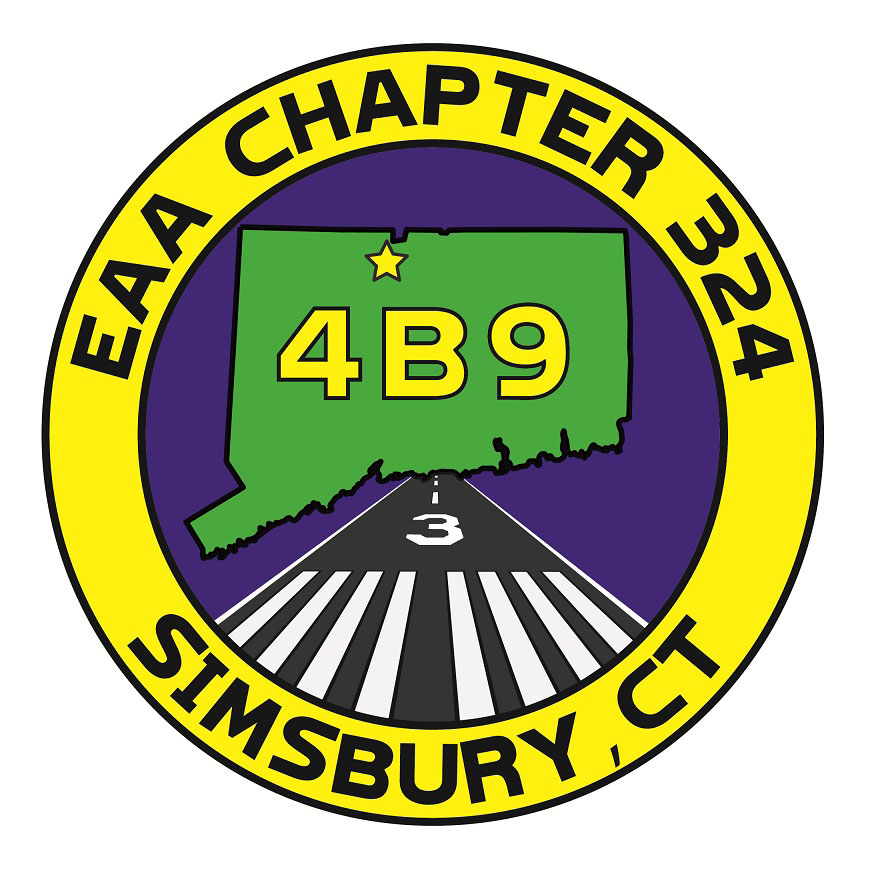 EAA CHAPTER 324
4B9
3
SIMSBURY, CT